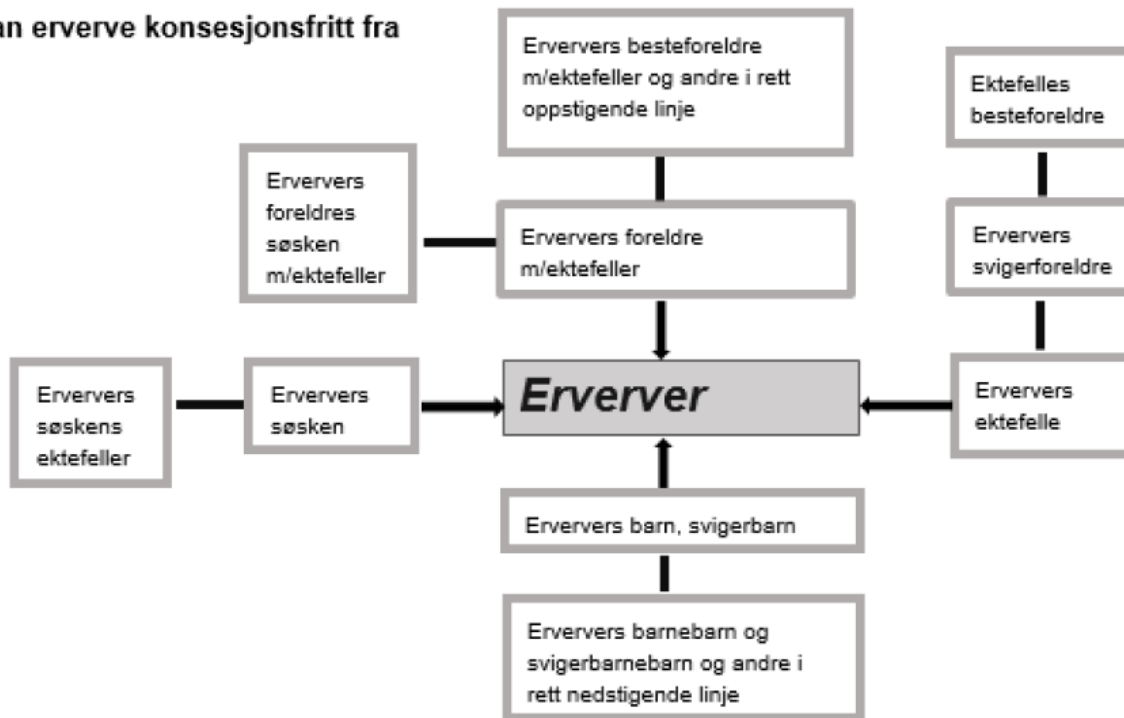 an erverve konsesjonsfritt fra
Erververs besteforeldre
m/ektefeller og andre i rett
oppstigende linje
Ektefelles
besteforeldre
Erververs
foreldres
søsken
m/ektefeller
Erververs foreldre
m/ektefeller
Erververs
svigerforeldre
Erververs
søskens
ektefeller
Erververs
søsken
Erverver
Erververs
ektefelle
Erververs barn, svigerbarn
Erververs barnebarn og
svigerbarnebarn og andre i
rett nedstigende linje